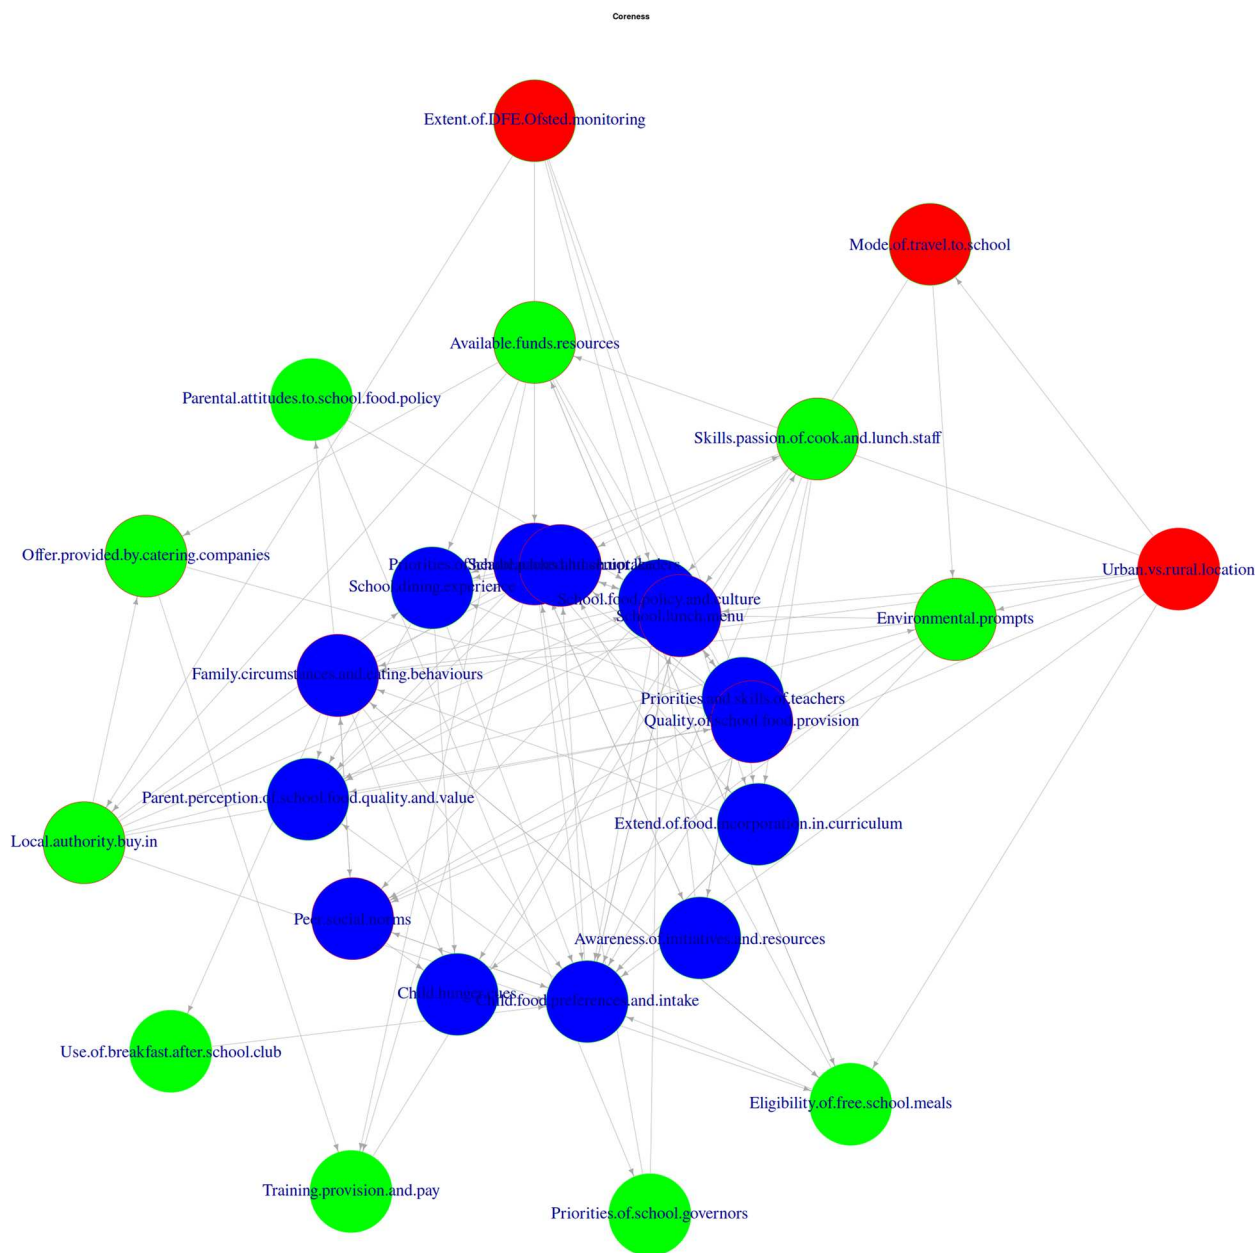 Coreness
Extent.of.DFE.Ofsted.monitoring
Mode.of.travel.to.school
Available.funds.resources
Parental.attitudes.to.school.food.policy
Skills.passion.of.cook.and.lunch.staff
Offer.provided.by.catering.companies
School.dining.experience
Urban.vs.rural.location
School.food.policy.and.culture
School.lunch.menu
Environmental.prompts
Family.circumstances.and.eating.behaviours
Priorities.and.skills.of.teachers
Quality.of.school.food.provision
Parent.perception.of.school.food.quality.and.value
Extend.of.food.incorporation.in.curriculum
Local.authority.buy.in
Peer.social.norms
Awareness.of.initiatives.and.resources
Child.hunger.cues
Child.food.preferences.and.intake
Use.of.breakfast.after.school.club
Eligibility.of.free.school.meals
Training.provision.and.pay
Priorities.of.school.governors